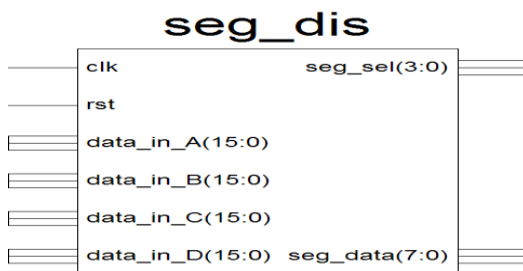 seg_dis
clk seg_sel(3:0)
rst
data_in_A(15:0)
data_in_B(15:0)
data_in_C(15:0)
data_in_D(15:0) seg_data(7:0)